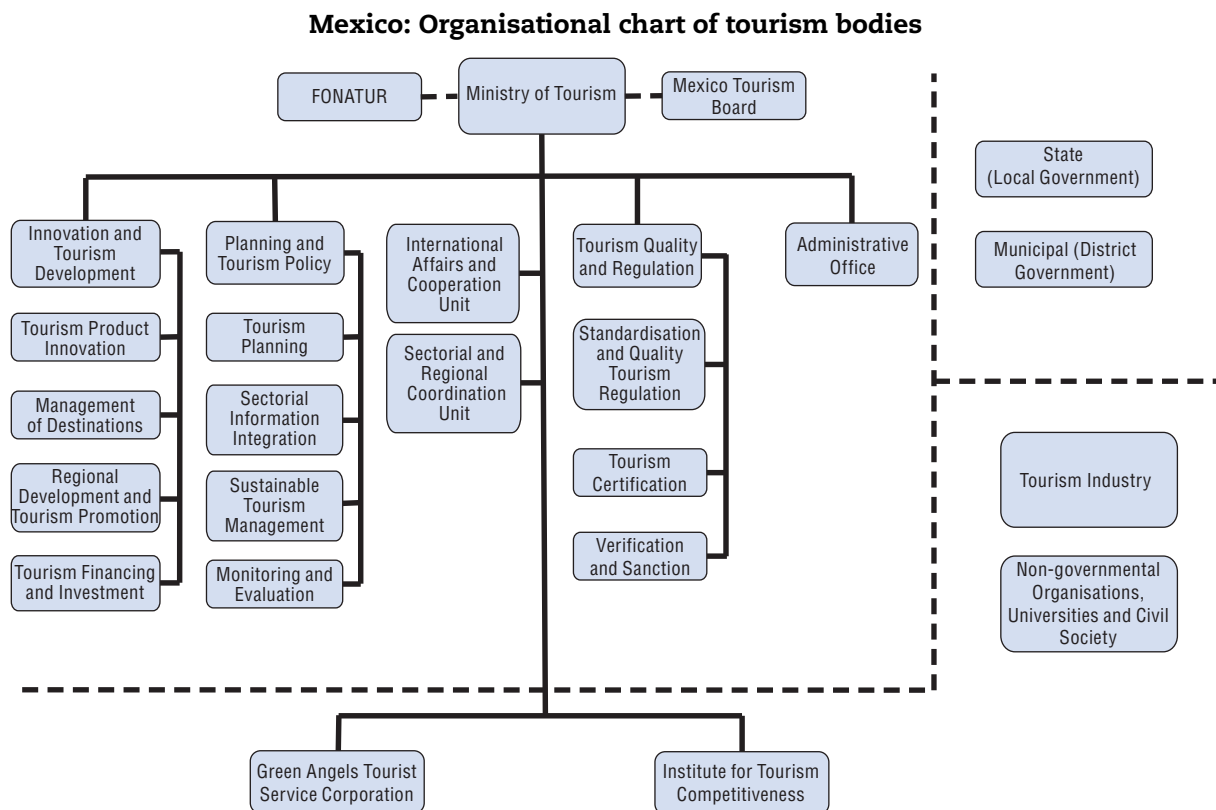 Mexico: Organisational chart of tourism bodies
FONATUR
Ministry of Tourism
Mexico Tourism
Board
State
(Local Government)
Municipal (District
Government)
Innovation and
Tourism
Development
Tourism Product
Innovation
Management
of Destinations
Regional
Development and
Tourism Promotion
Tourism Financing
and Investment
Planning and
Tourism Policy
Tourism
Planning
Sectorial
Information
Integration
Sustainable
Tourism
Management
Monitoring and
Evaluation
International
Affairs and
Cooperation
Unit
Sectorial and
Regional
Coordination
Unit
Tourism Quality
and Regulation
Standardisation
and Quality
Tourism
Regulation
Tourism
Certification
Verification
and Sanction
Administrative
Office
Tourism Industry
Non-governmental
Organisations,
Universities and Civil
Society
Green Angels Tourist
Service Corporation
Institute for Tourism
Competitiveness